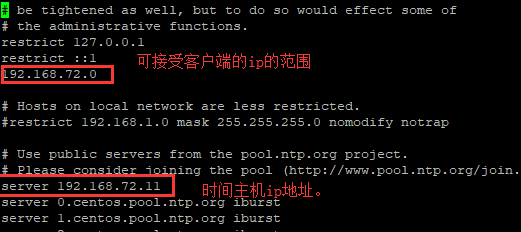 # be tightened as well, but to do so would effect some of
# the administrative functions.
restrict 127.0.0.1
restrict ::1
可接受客户端的ip的范围
192.168.72.0
# Hosts on local network are less restricted.
#restrict 192.168.1.0 mask 255.255.255.0 nomodify notrap
# Use public servers from the pool.ntp.org project.
# Please consider joining the pool (http://www.pool.ntp.org/join.
server 192.168.72.11
时间主机ip地址。
server 0.centos.pool.ntp.org iburst
server 1.centos.pool.ntp.org iburst